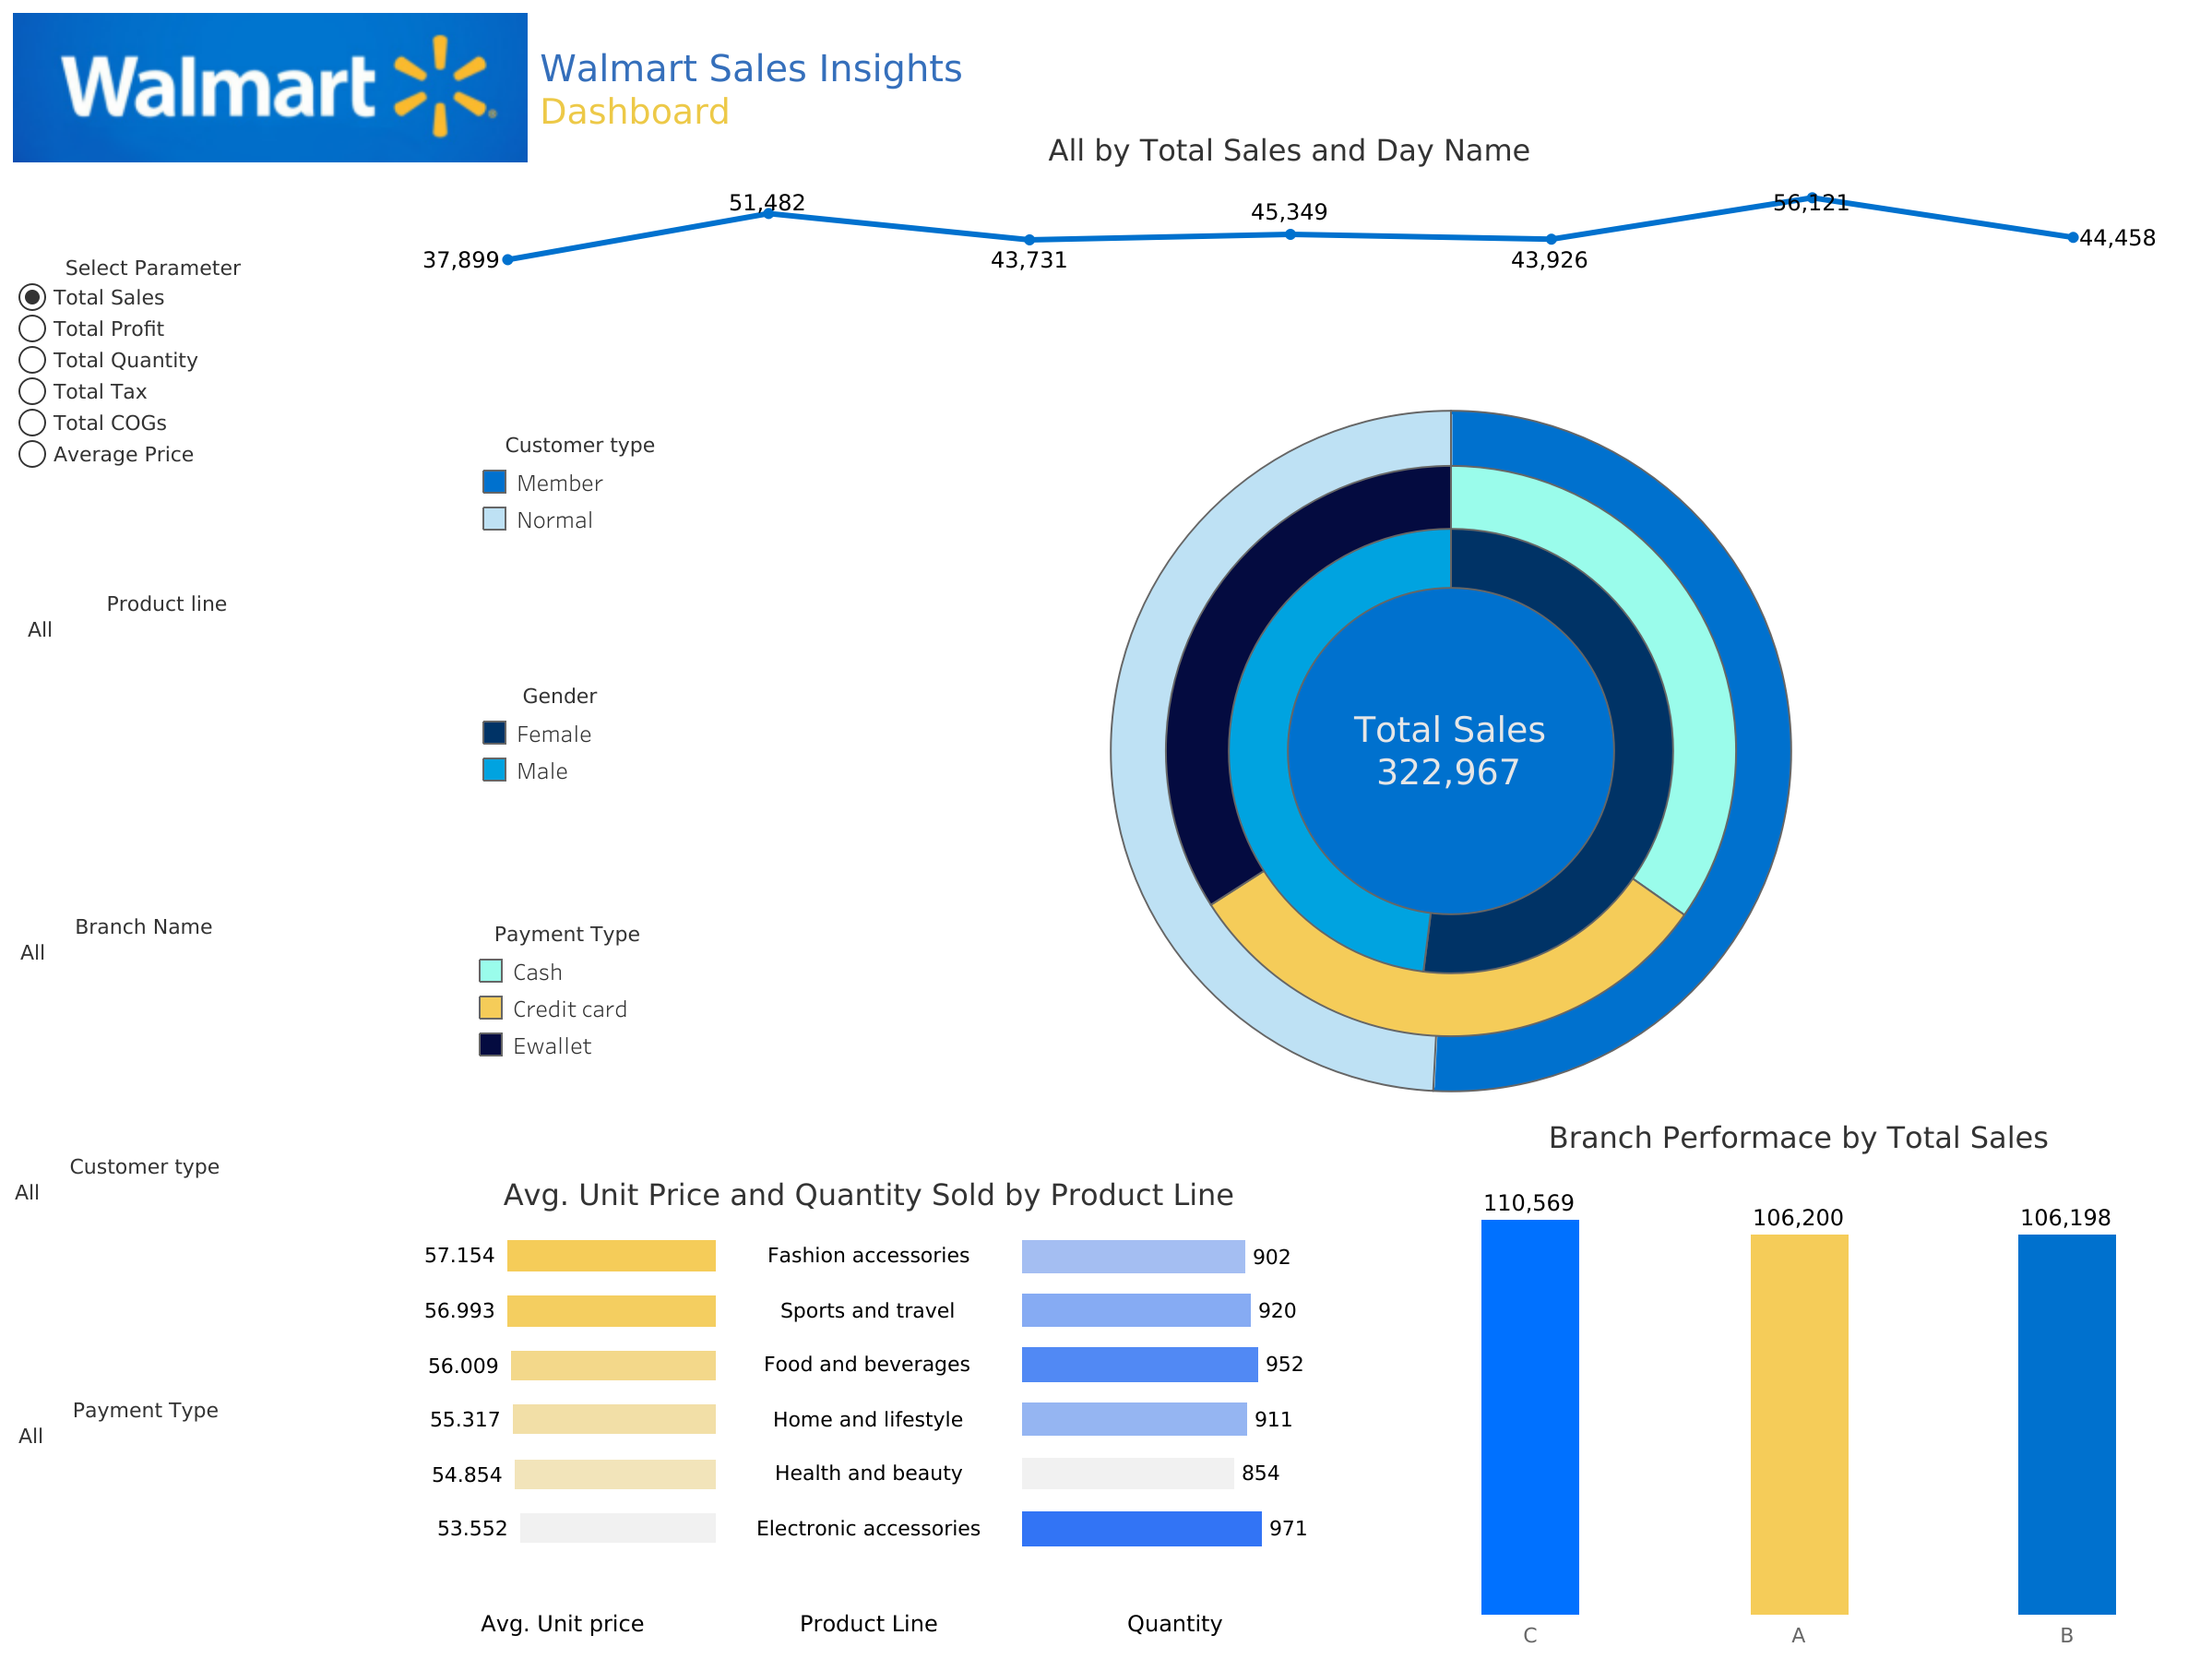 Walmart
Walmart Sales Insights
Dashboard
All by Total Sales and Day Name
37,899
51,482
43,731
45,349
43,926
56,121
44,458
Select Parameter
Total Sales
Total Profit
Total Quantity
Total Tax
Total COGs
Average Price
Product line
All
Branch Name
All
Customer type
All
Payment Type
All
Customer type
Member
Normal
Gender
Female
Male
Payment Type
Cash
Credit card
Ewallet
Total Sales
322,967
Avg. Unit Price and Quantity Sold by Product Line
57.154 Fashion accessories 902
56.993 Sports and travel 920
56.009 Food and beverages 952
55.317 Home and lifestyle 911
54.854 Health and beauty 854
53.552 Electronic accessories 971
Avg. Unit price Product Line Quantity
Branch Performace by Total Sales
110,569 106,200 106,198
C A B